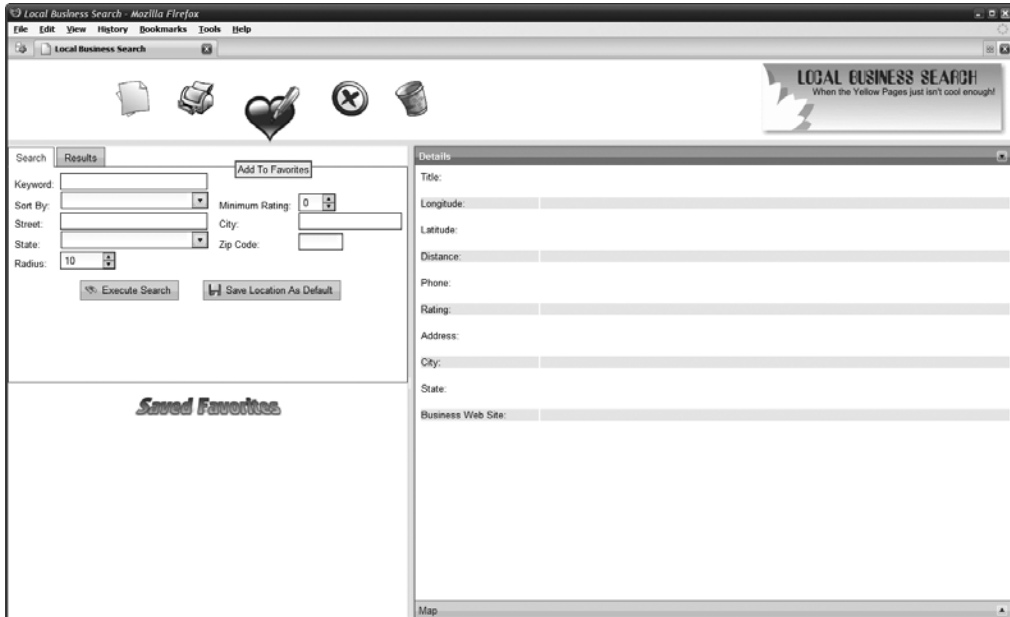 Local Business Search - Mozilla Firefox
File Edit View History Bookmarks Tools Help
Local Business Search
LOCAL BUSINESS SEARCH
When the Yellow Pages just isn't cool enough!
Search Results
Add To Favorites
Keyword:
Sort By: Minimum Rating: 0
Street: City:
State: Zip Code:
Radius: 10
Execute Search Save Location As Default
Saved Favorites
Details
Title:
Longitude:
Latitude:
Distance:
Phone:
Rating:
Address:
City:
State:
Business Web Site:
Map